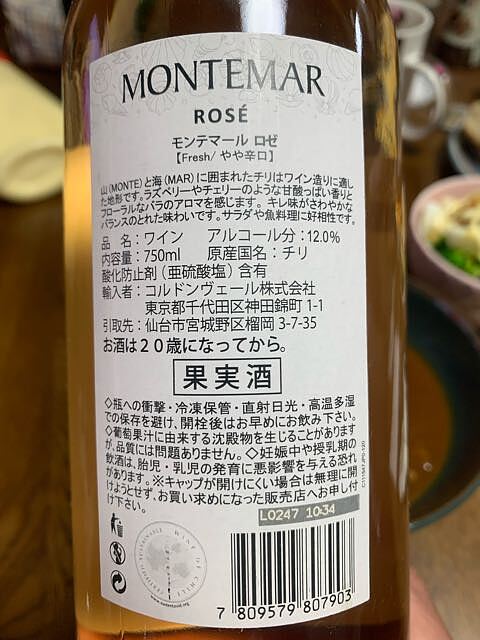 MONTEMAR
ROSÉ
モンテマール ロゼ
【Fresh/ やや辛口】
山(MONTE)と海(MAR)に囲まれたチリはワイン造りに適し
た地形です。ラズベリーやチェリーのような甘酸っぱい香りと
フローラルなバラのアロマを感じます。キレ味がさわやかな
バランスのとれた味わいです。サラダや魚料理に好相性です。
品 名:ワイン アルコール分:12.0%
内容量:750ml 原産国名:チリ
酸化防止剤(亜硫酸塩)含有
輸入者:コルドンヴェール株式会社
東京都千代田区神田錦町 1-1
引取先:仙台市宮城野区榴岡 3-7-35
お酒は20歳になってから。
果実酒
◇瓶への衝撃・冷凍保管・直射日光・高温多湿
での保存を避け、開栓後はお早めにお飲み下さい。
◇葡萄果汁に由来する沈殿物を生じることがあります
が、品質には問題ありません。◇妊娠中や授乳期の
飲酒は、胎児・乳児の発育に悪影響を与える恐れ
があります。※キャップが開けにくい場合は無理に開
けようとせず、お買い求めになった販売店へお申し付
け下さい。
L0247 10:34
WINE OF CHILE
7 809579 807903